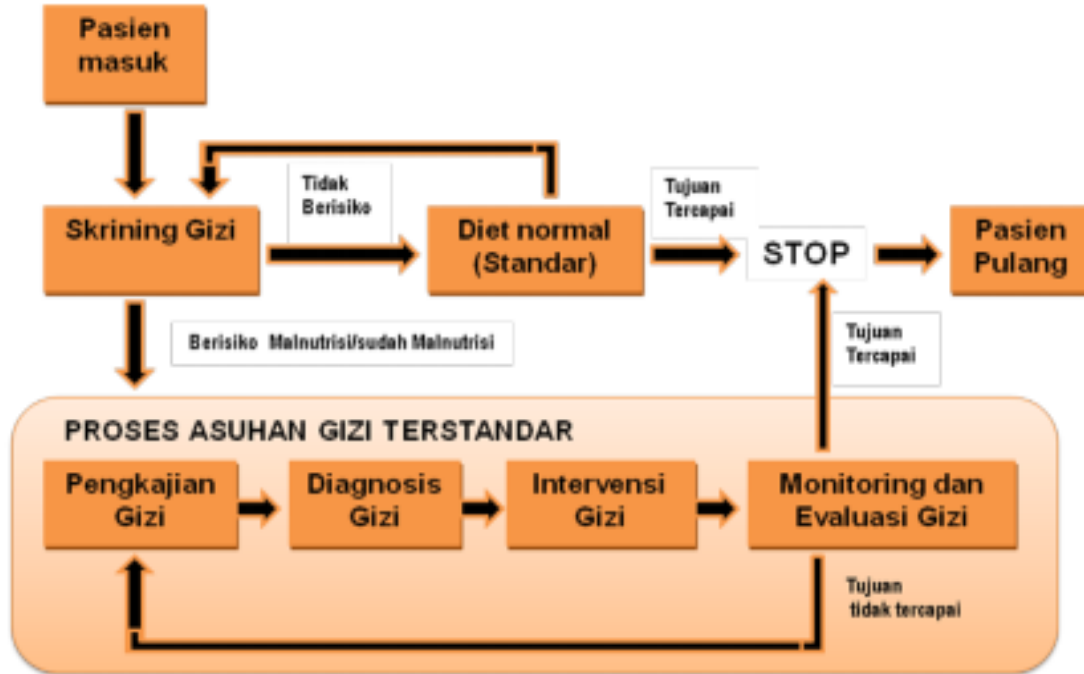 Pasien
masuk
Tidak
Berisiko
Tujuan
Tercapai
Skrining Gizi
Diet normal
(Standar)
STOP
Pasien
Pulang
Berisiko Malnutrisi/sudah Malnutrisi
Tujuan
Tercapai
PROSES ASUHAN GIZI TERSTANDAR
Pengkajian
Gizi
Diagnosis
Gizi
Intervensi
Gizi
Monitoring dan
Evaluasi Gizi
Tujuan
tidak tercapai